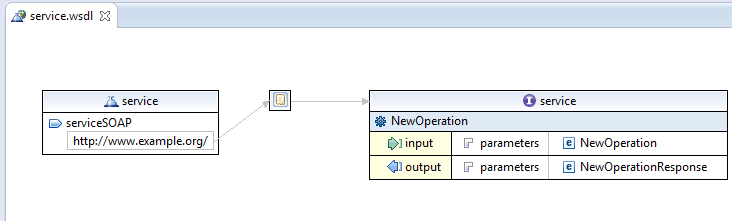 service.wsdl
service
serviceSOAP
http://www.example.org/
service
NewOperation
input parameters NewOperation
output parameters NewOperationResponse